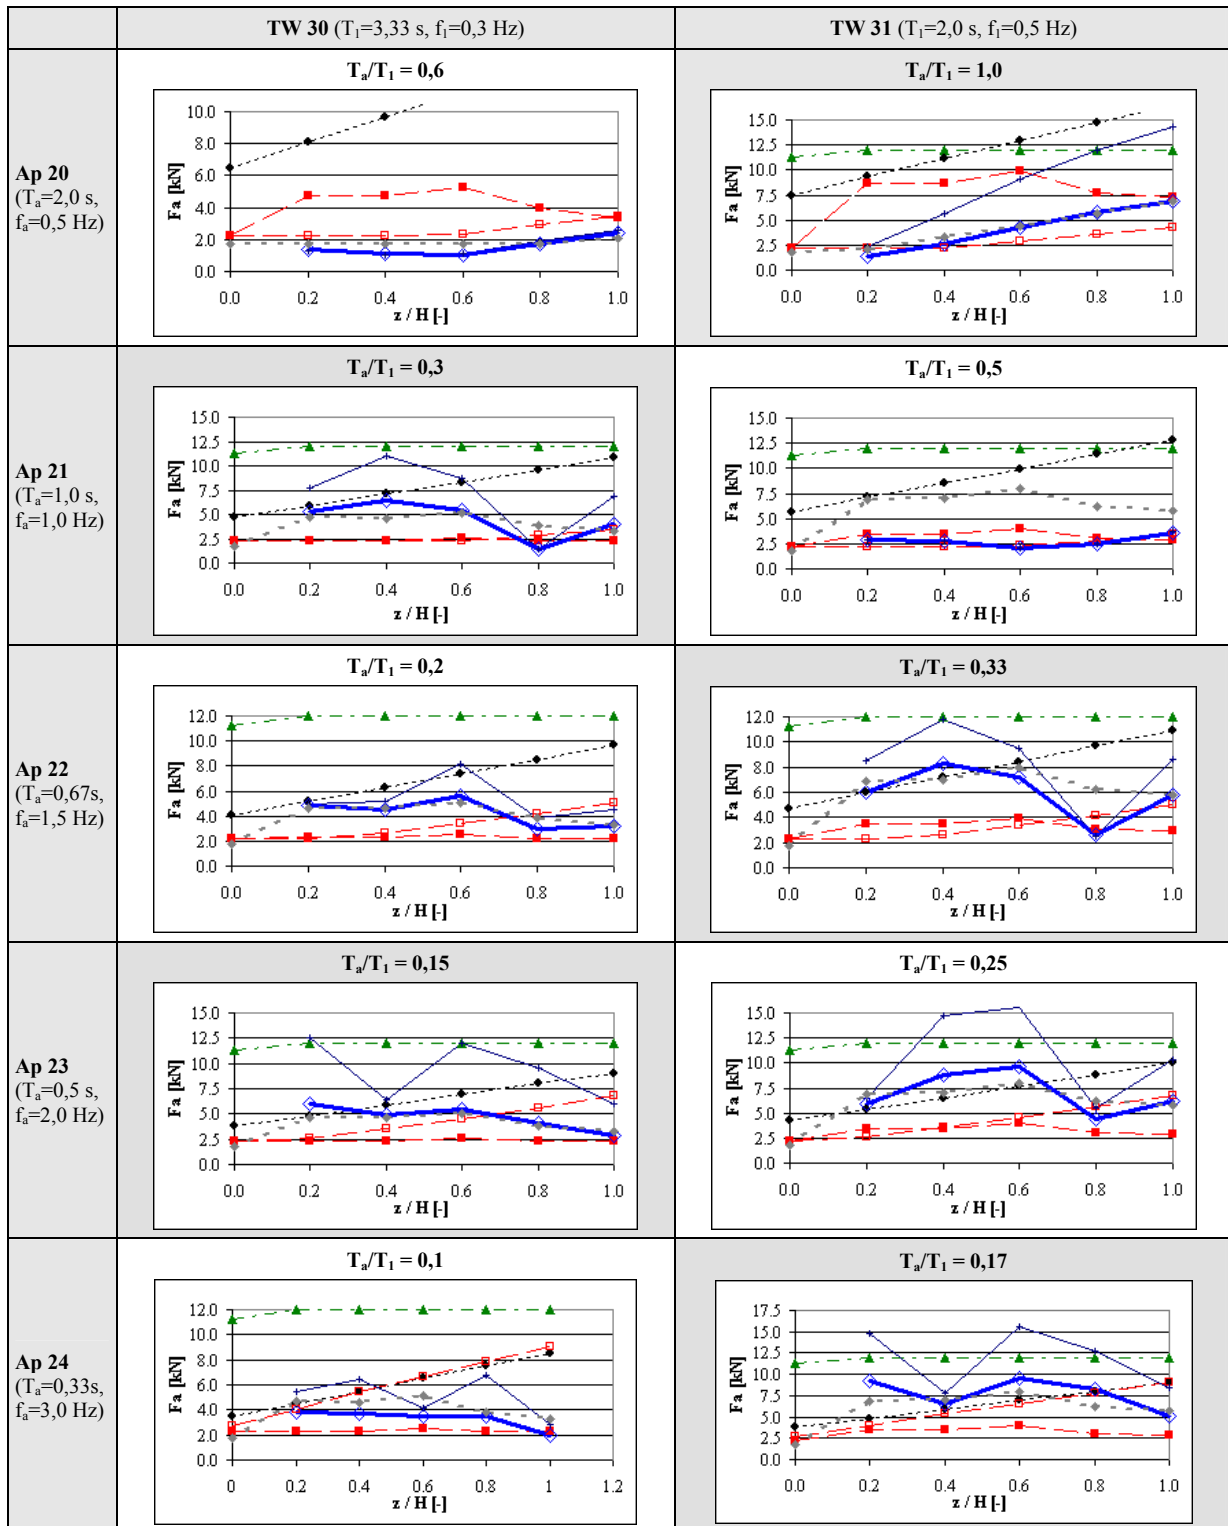 TW 30 (T1=3,33 s, f1=0,3 Hz)
TW 31 (T1=2,0 s, f1=0,5 Hz)
Ap 20
(Ta=2,0 s,
fa=0,5 Hz)
Ta/T1 = 0,6
10.0
8.0
6.0
4.0
2.0
0.0
Fa [kN]
0.0 0.2 0.4 0.6 0.8 1.0
z / H [-]
Ta/T1 = 1,0
15.0
12.5
10.0
7.5
5.0
2.5
0.0
Fa [kN]
0.0 0.2 0.4 0.6 0.8 1.0
z / H [-]
Ap 21
(Ta=1,0 s,
fa=1,0 Hz)
Ta/T1 = 0,3
15.0
12.5
10.0
7.5
5.0
2.5
0.0
Fa [kN]
0.0 0.2 0.4 0.6 0.8 1.0
z / H [-]
Ta/T1 = 0,5
15.0
12.5
10.0
7.5
5.0
2.5
0.0
Fa [kN]
0.0 0.2 0.4 0.6 0.8 1.0
z / H [-]
Ap 22
(Ta=0,67s,
fa=1,5 Hz)
Ta/T1 = 0,2
12.0
10.0
8.0
6.0
4.0
2.0
0.0
Fa [kN]
0.0 0.2 0.4 0.6 0.8 1.0
z / H [-]
Ta/T1 = 0,33
12.0
10.0
8.0
6.0
4.0
2.0
0.0
Fa [kN]
0.0 0.2 0.4 0.6 0.8 1.0
z / H [-]
Ap 23
(Ta=0,5 s,
fa=2,0 Hz)
Ta/T1 = 0,15
15.0
12.5
10.0
7.5
5.0
2.5
0.0
Fa [kN]
0.0 0.2 0.4 0.6 0.8 1.0
z / H [-]
Ta/T1 = 0,25
15.0
12.5
10.0
7.5
5.0
2.5
0.0
Fa [kN]
0.0 0.2 0.4 0.6 0.8 1.0
z / H [-]
Ap 24
(Ta=0,33s,
fa=3,0 Hz)
Ta/T1 = 0,1
12.0
10.0
8.0
6.0
4.0
2.0
0.0
Fa [kN]
0 0.2 0.4 0.6 0.8 1 1.2
z / H [-]
Ta/T1 = 0,17
17.5
15.0
12.5
10.0
7.5
5.0
2.5
0.0
Fa [kN]
0.0 0.2 0.4 0.6 0.8 1.0
z / H [-]